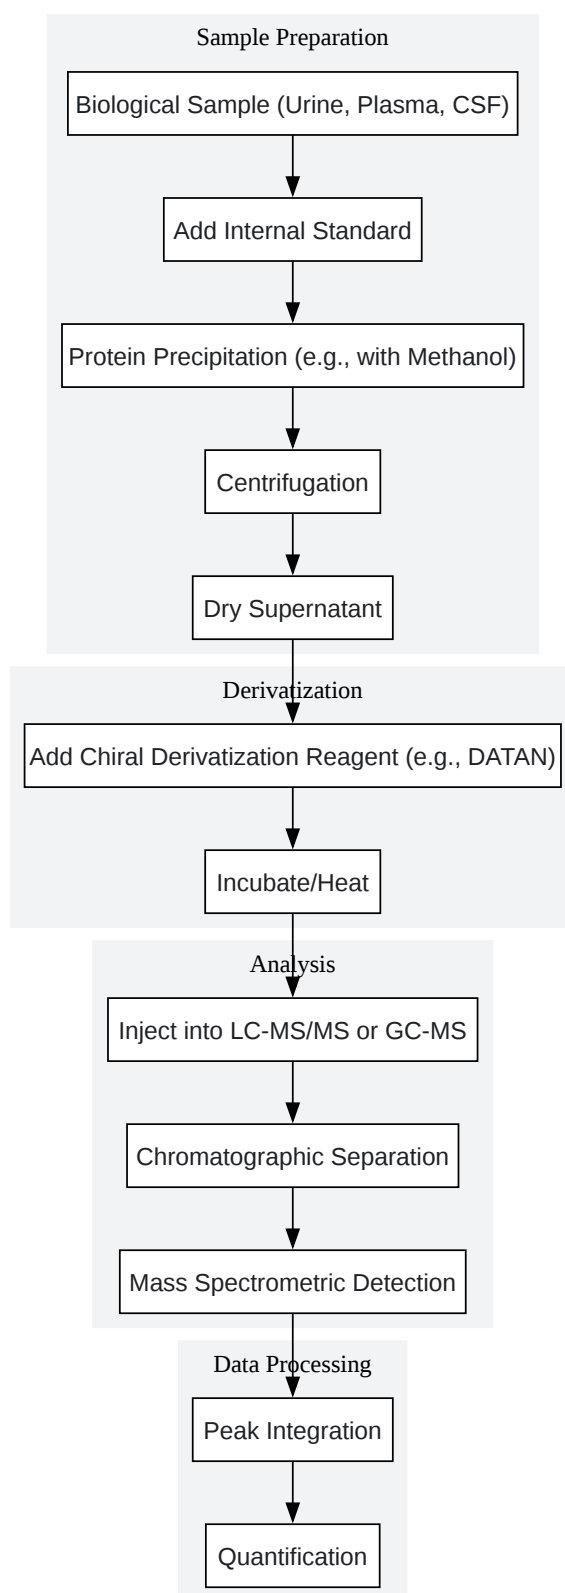 Sample Preparation
Biological Sample (Urine, Plasma, CSF)
Add Internal Standard
Protein Precipitation (e.g., with Methanol)
Centrifugation
Dry Supernatant
Derivatization
Add Chiral Derivatization Reagent (e.g., DATAN)
Incubate/Heat
Analysis
Inject into LC-MS/MS or GC-MS
Chromatographic Separation
Mass Spectrometric Detection
Data Processing
Peak Integration
Quantification